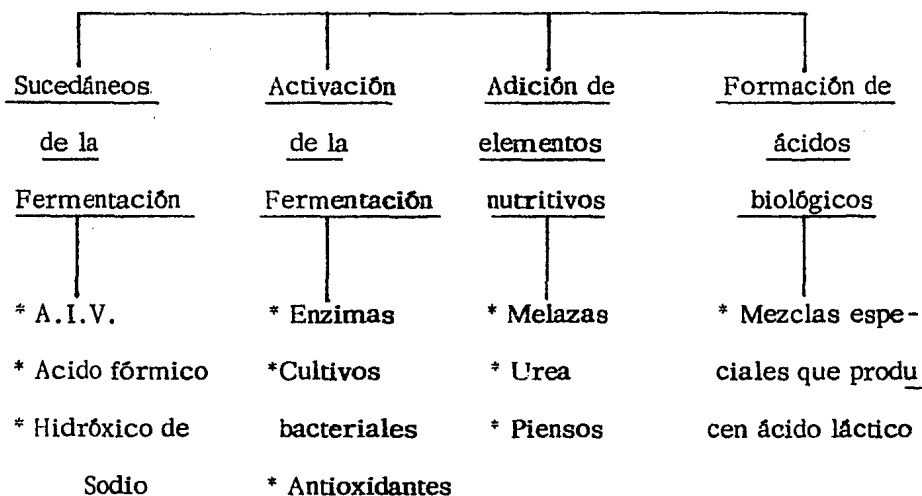 Sucedáneos
de la
Fermentación
* A.I.V.
* Acido fórmico
* Hidróxico de
Sodio
Activación
de la
Fermentación
* Enzimas
*Cultivos
bacteriales
* Antioxidantes
Adición de
elementos
nutritivos
* Melazas
* Urea
* Piensos
Formación de
ácidos
biológicos
* Mezclas espe-
ciales que produ
cen ácido láctico